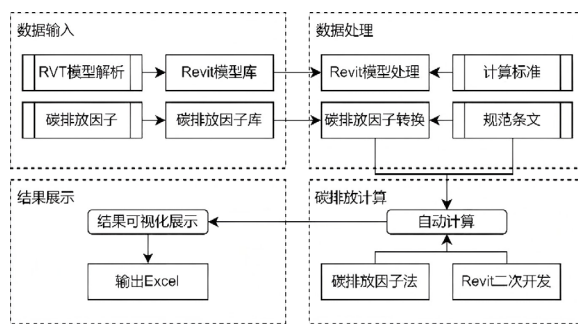 数据输入
RVT模型解析
Revit模型库
碳排放因子
碳排放因子库
数据处理
Revit模型处理
计算标准
碳排放因子转换
规范条文
结果展示
结果可视化展示
输出Excel
碳排放计算
自动计算
碳排放因子法
Revit二次开发